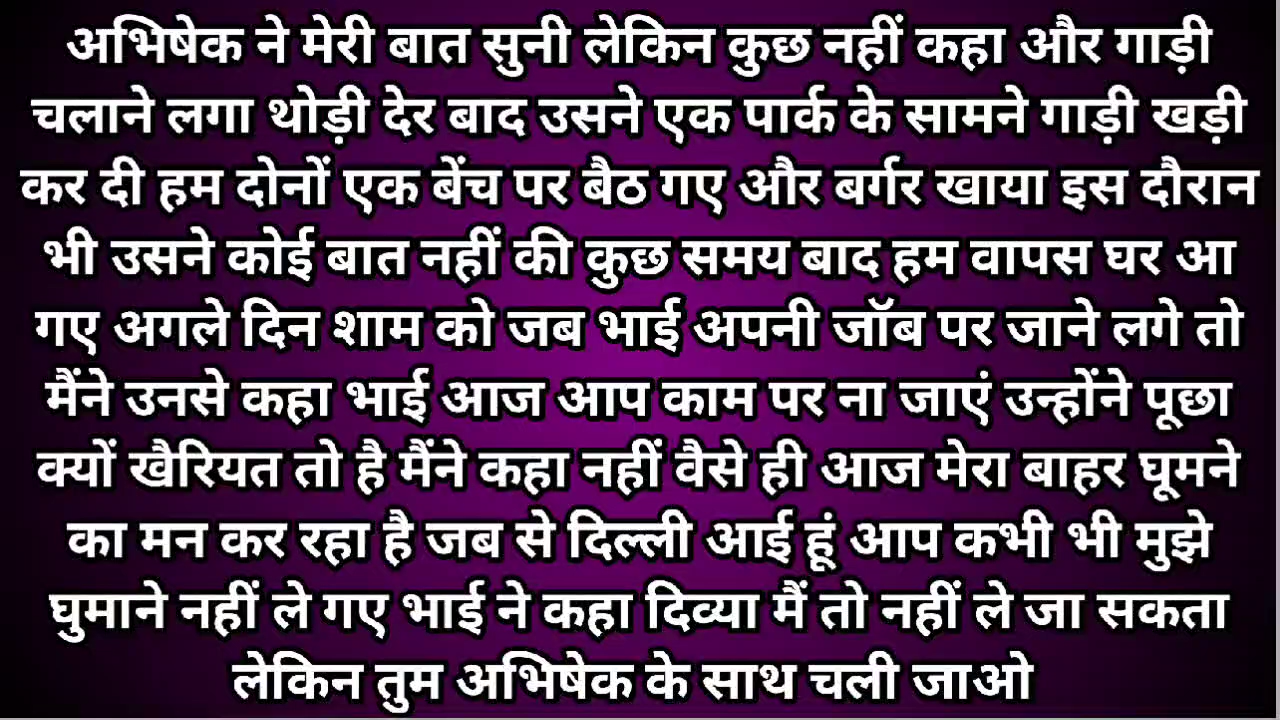 अभिषेक ने मेरी बात सुनी लेकिन कुछ नहीं कहा और गाड़ी
चलाने लगा थोड़ी देर बाद उसने एक पार्क के सामने गाड़ी खड़ी
कर दी हम दोनों एक बेंच पर बैठ गए और बर्गर खाया इस दौरान
भी उसने कोई बात नहीं की कुछ समय बाद हम वापस घर आ
गए अगले दिन शाम को जब भाई अपनी जॉब पर जाने लगे तो
मैंने उनसे कहा भाई आज आप काम पर ना जाएं उन्होंने पूछा
क्यों खैरियत तो है मैंने कहा नहीं वैसे ही आज मेरा बाहर घूमने
का मन कर रहा है जब से दिल्ली आई हूं आप कभी भी मुझे
घुमाने नहीं ले गए भाई ने कहा दिव्या मैं तो नहीं ले जा सकता
लेकिन तुम अभिषेक के साथ चली जाओ